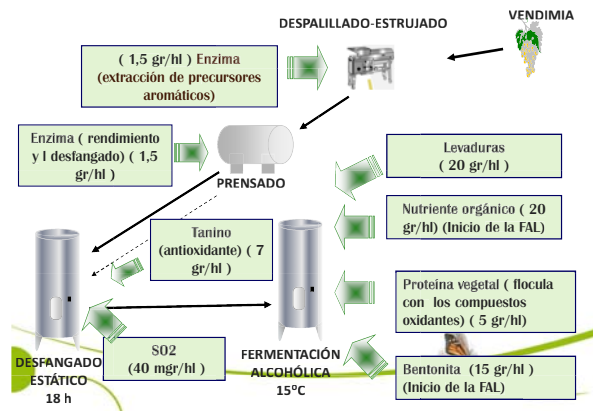 VENDIMIA
DESPALILLADO-ESTRUJADO
( 1,5 gr/hl ) Enzima
(extracción de precursores
aromáticos)
Enzima ( rendimiento
y I desfangado) ( 1,5
gr/hl )
PRENSADO
Levaduras
(20 gr/hl )
Nutriente orgánico ( 20
gr/hl) (Inicio de la FAL)
Tanino
(antioxidante) ( 7
gr/hl )
Proteína vegetal ( flocula
con los compuestos
oxidantes) ( 5 gr/hl)
SO2
(40 mgr/hl )
Bentonita (15 gr/hl )
(Inicio de la FAL)
DESFANGADO
ESTÁTICO
18 h
FERMENTACIÓN
ALCOHÓLICA
15ºC